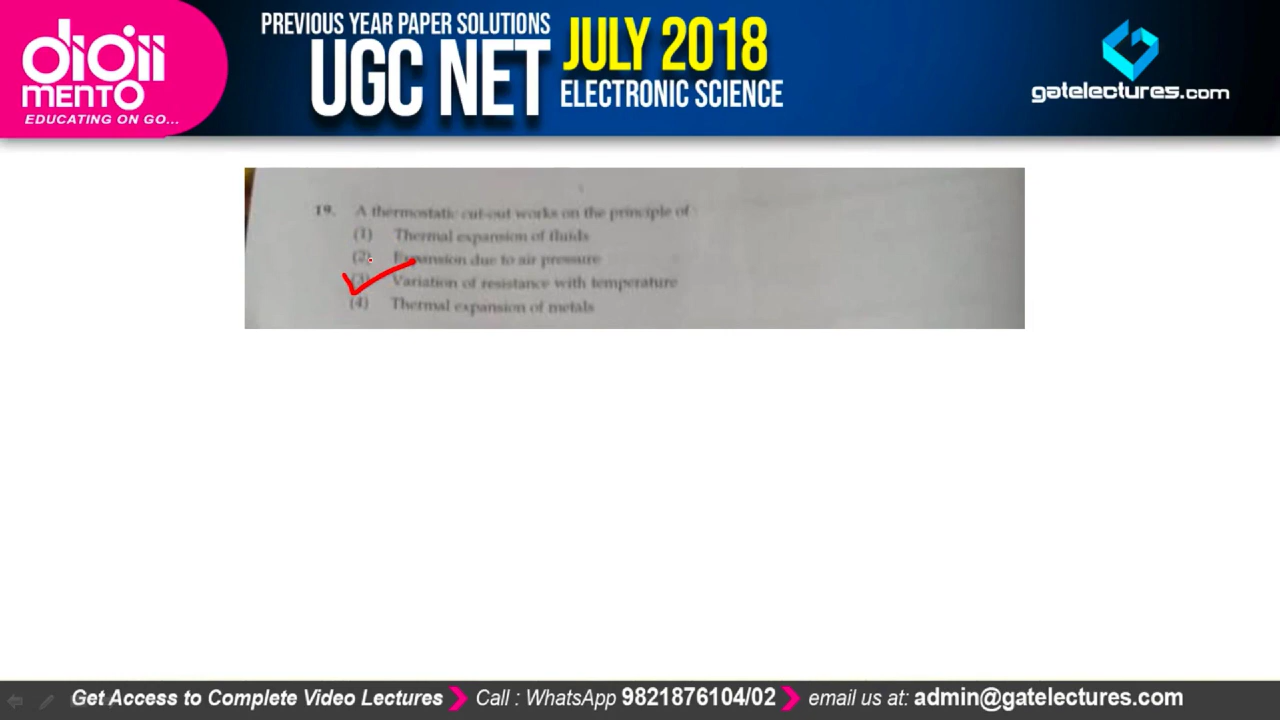 digii
MENTO
EDUCATING ON GO...
PREVIOUS YEAR PAPER SOLUTIONS
UGC NET
JULY 2018
ELECTRONIC SCIENCE
gatelectures.com
19. A thermostatic cut-out works on the principle of
(1) Thermal expansion of fluids
(2) Expansion due to air pressure
(3) Variation of resistance with temperature
(4) Thermal expansion of metals
Get Access to Complete Video Lectures Call : WhatsApp 9821876104/02 email us at: admin@gatelectures.com